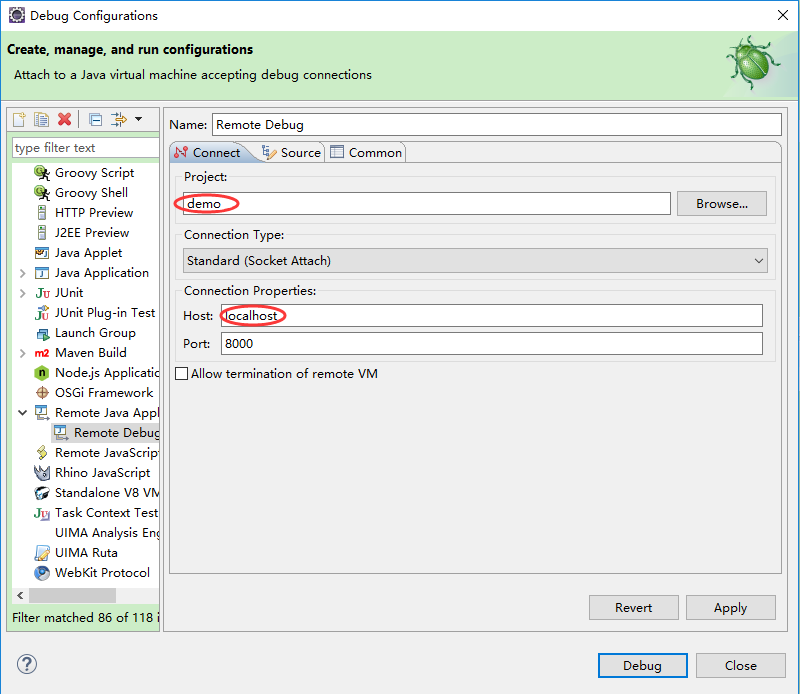 Debug Configurations
Create, manage, and run configurations
Attach to a Java virtual machine accepting debug connections
type filter text
Groovy Script
Groovy Shell
HTTP Preview
J2EE Preview
Java Applet
Java Application
JUnit
JUnit Plug-in Test
Launch Group
Maven Build
Node.js Applicatio
OSGi Framework
Remote Java Appl
Remote Debug
Remote JavaScript
Rhino JavaScript
Standalone V8 VM
Task Context Test
UIMA Analysis Eng
UIMA Ruta
WebKit Protocol
Filter matched 86 of 118 i
Name: Remote Debug
Connect Source Common
Project:
demo Browse...
Connection Type:
Standard (Socket Attach)
Connection Properties:
Host: localhost
Port: 8000
Allow termination of remote VM
Revert Apply
Debug Close